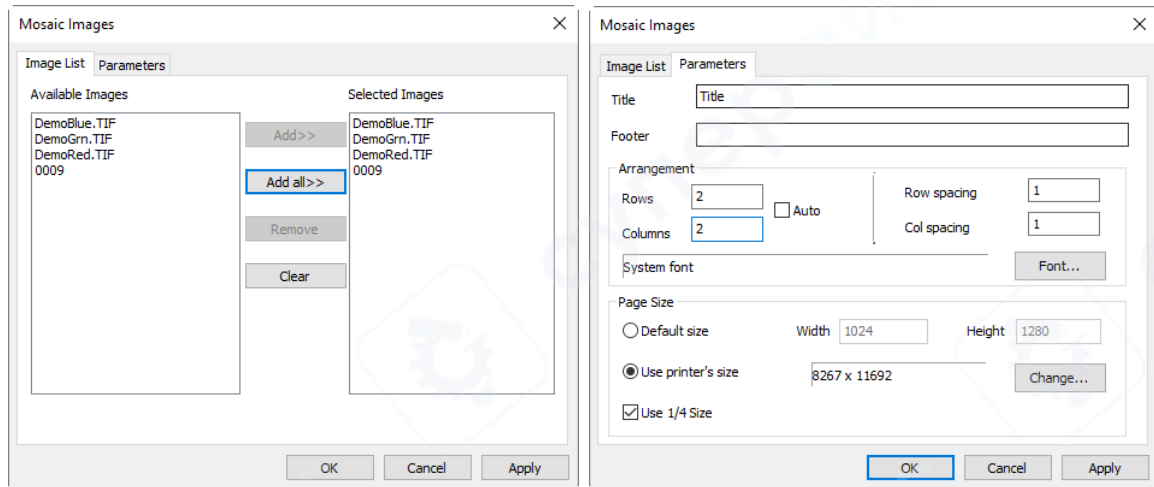 Mosaic Images
Image List Parameters
Available Images Selected Images
DemoBlue.TIF
DemoGrn.TIF
DemoRed.TIF
0009
Add>>
Add all>>
Remove
Clear
DemoBlue.TIF
DemoGrn.TIF
DemoRed.TIF
0009
OK Cancel Apply
Mosaic Images
Image List Parameters
Title Title
Footer
Arrangement
Rows 2
Columns 2
Auto
Row spacing 1
Col spacing 1
System font Font...
Page Size
Default size Width 1024 Height 1280
Use printer's size 8267 x 11692 Change...
Use 1/4 Size
OK Cancel Apply